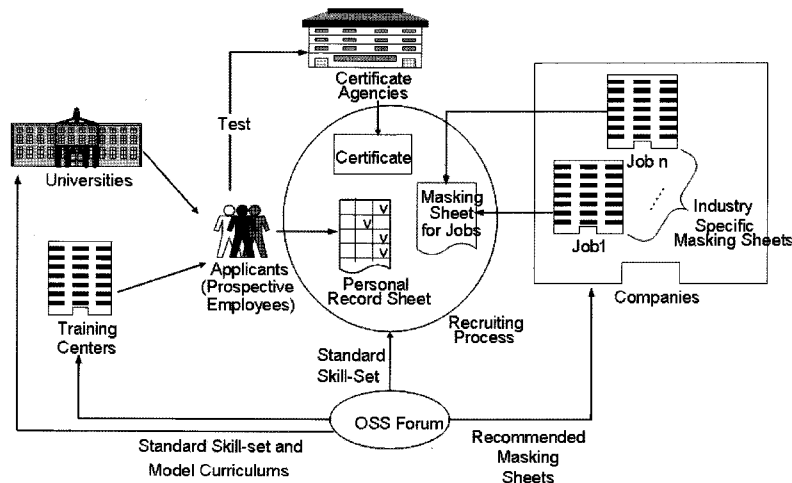 Certificate
Agencies
Test
Certificate
Universities
Job n
Masking
Sheet
for Jobs
Job1
Industry
Specific
Masking Sheets
V
V
V
V
Applicants
(Prospective
Employees)
Personal
Record Sheet
Companies
Training
Centers
Recruiting
Process
Standard
Skill-Set
OSS Forum
Standard Skill-set and
Model Curriculums
Recommended
Masking
Sheets